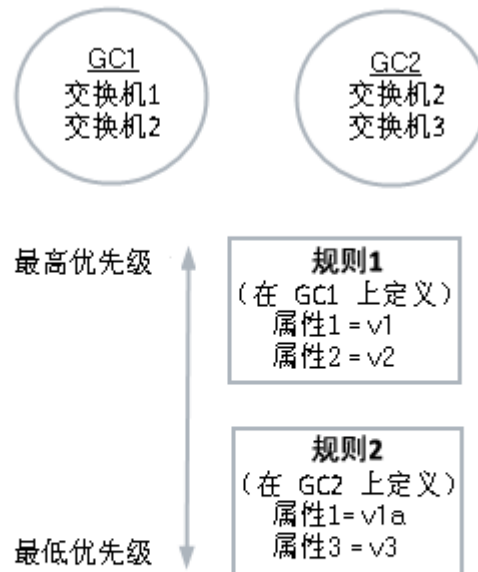 GC1
交换机1
交换机2
GC2
交换机2
交换机3
最高优先级
规则1
(在 GC1 上定义)
属性1 = v1
属性2 = v2
规则2
(在 GC2 上定义)
属性1= v1a
属性3 = v3
最低优先级